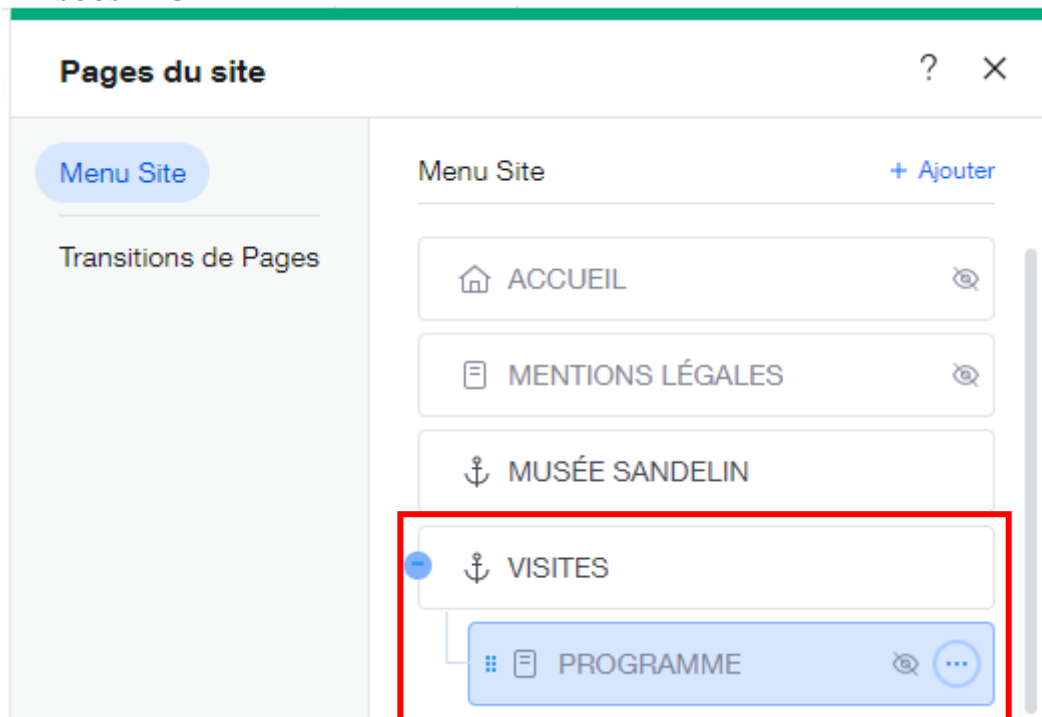 Pages du site
?
Menu Site
Transitions de Pages
Menu Site
+ Ajouter
ACCUEIL
MENTIONS LÉGALES
MUSÉE SANDELIN
VISITES
PROGRAMME